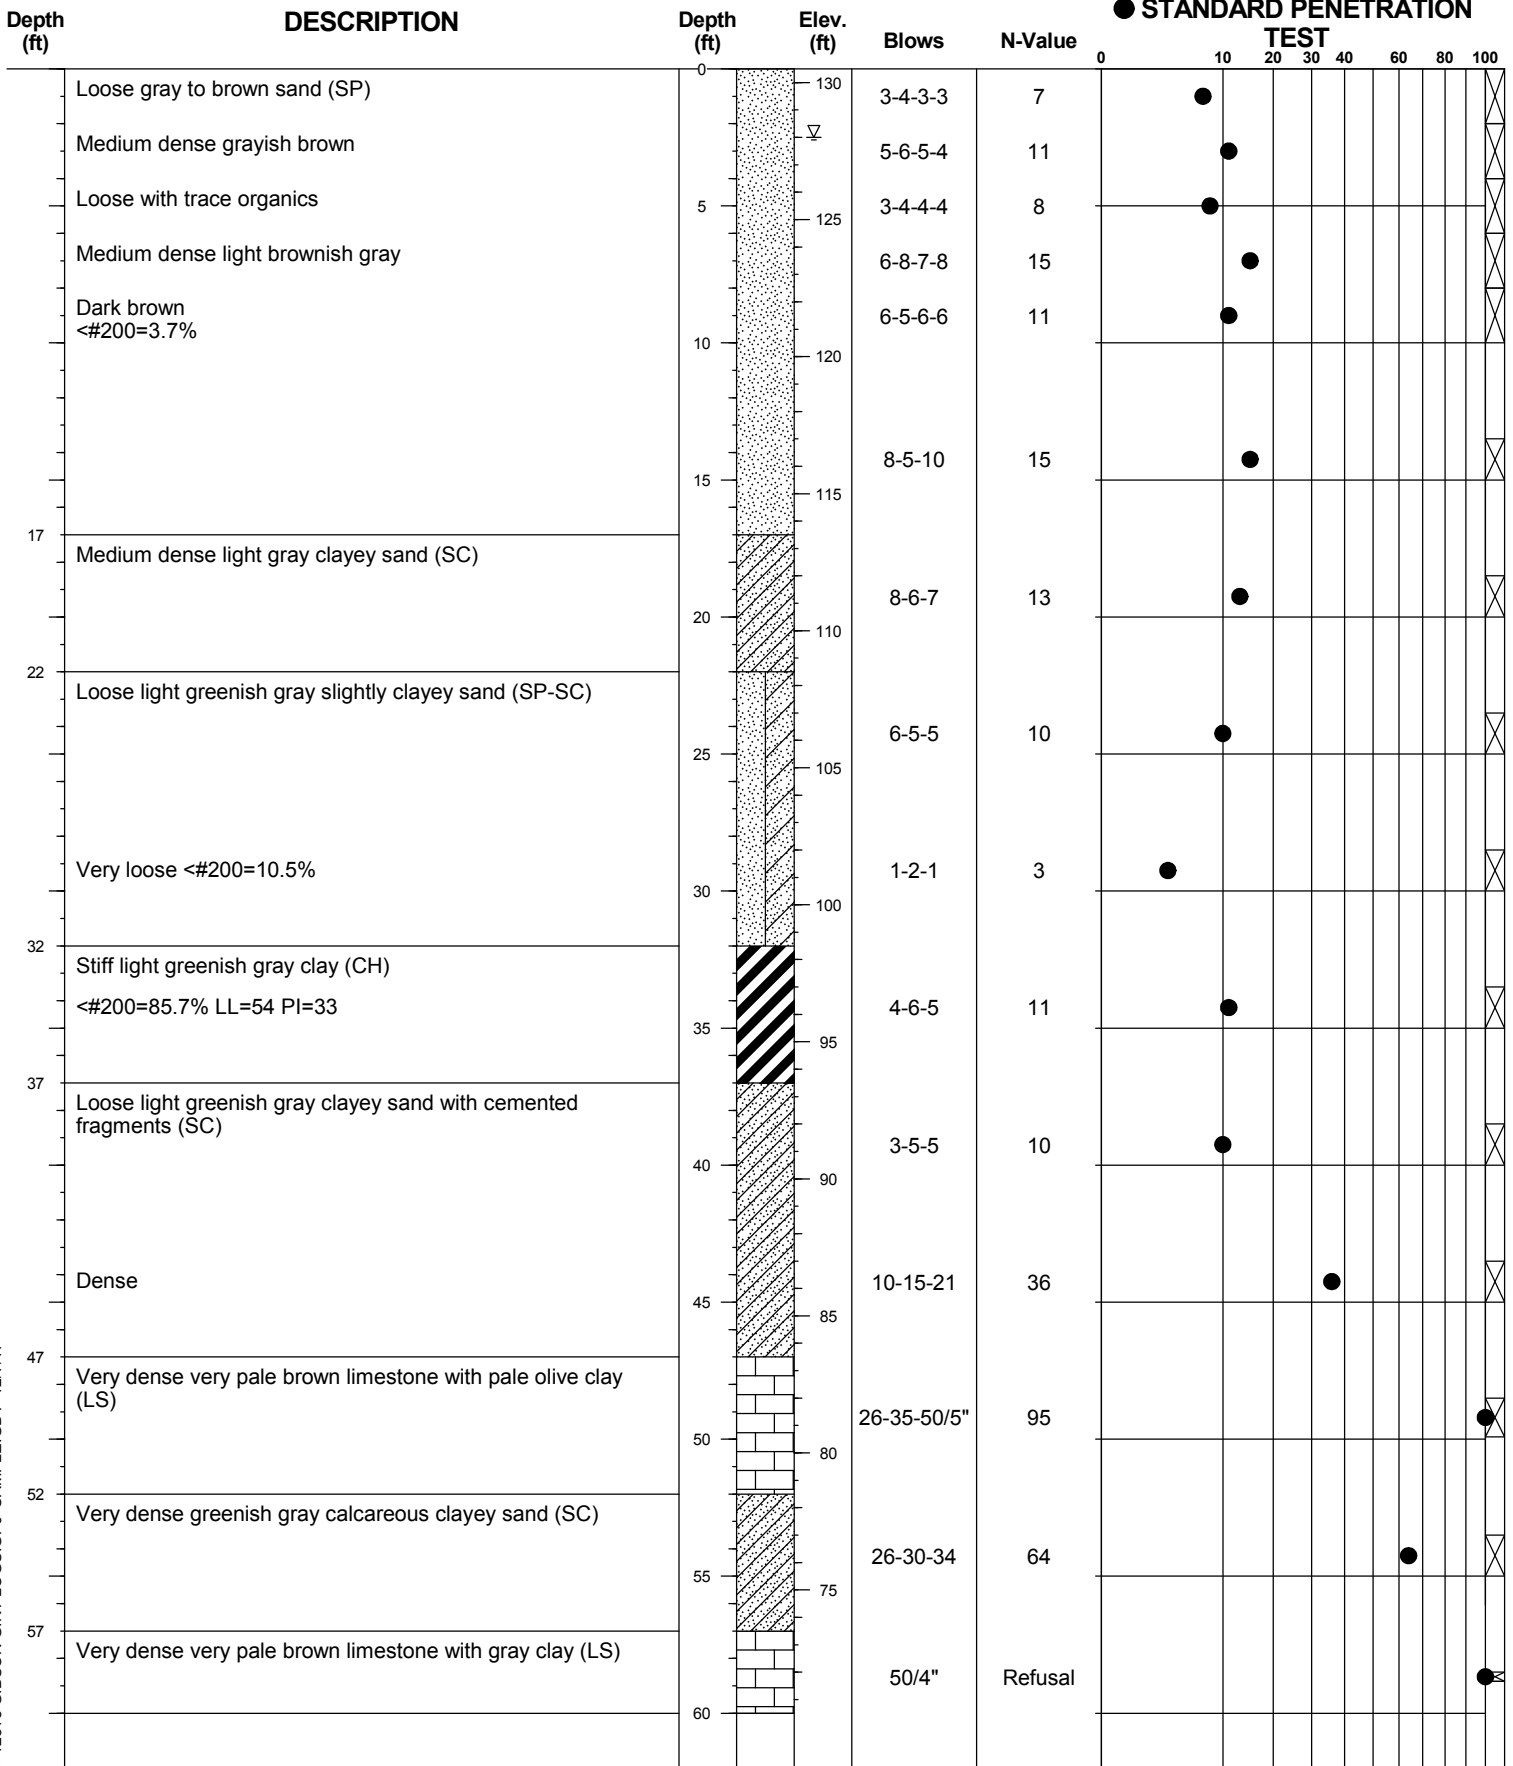 Depth (ft) DESCRIPTION Depth (ft) Elev. (ft) Blows N-Value STANDARD PENETRATION TEST
0 10 20 30 40 60 80 100
0
Loose gray to brown sand (SP) 130 3-4-3-3 7
Medium dense grayish brown 5-6-5-4 11
Loose with trace organics 5 125 3-4-4-4 8
Medium dense light brownish gray 6-8-7-8 15
Dark brown 6-5-6-6 11
<#200=3.7%
10 120
8-5-10 15
15 115
17
Medium dense light gray clayey sand (SC)
8-6-7 13
20 110
22
Loose light greenish gray slightly clayey sand (SP-SC)
6-5-5 10
25 105
Very loose <#200=10.5% 1-2-1 3
30 100
32
Stiff light greenish gray clay (CH)
<#200=85.7% LL=54 PI=33 4-6-5 11
35 95
37
Loose light greenish gray clayey sand with cemented
fragments (SC) 3-5-5 10
40 90
Dense 10-15-21 36
45 85
47
Very dense very pale brown limestone with pale olive clay
(LS) 26-35-50/5" 95
50 80
52
Very dense greenish gray calcareous clayey sand (SC)
26-30-34 64
55 75
57
Very dense very pale brown limestone with gray clay (LS)
50/4" Refusal
60